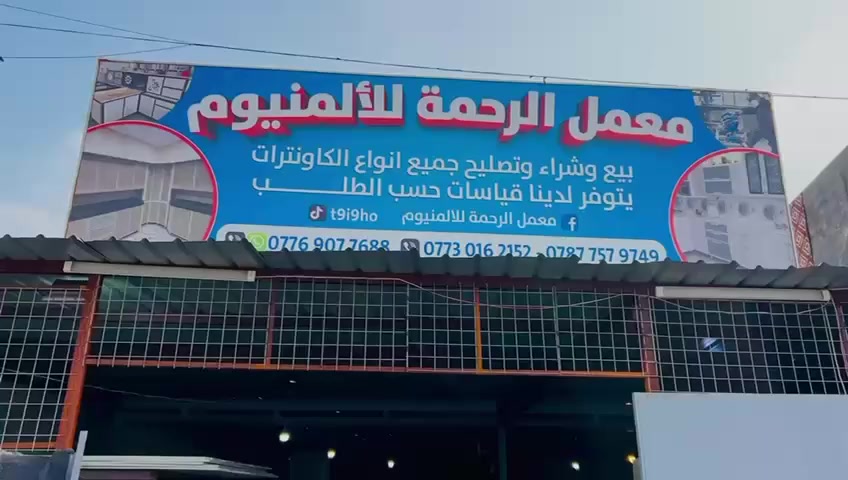 معمل الرحمة للألمنيوم
بيع وشراء وتصليح جميع انواع الكاونترات
يتوفر لدينا قياسات حسب الطلب
معمل الرحمة للالمنيوم t9i9ho
0776 907 7688 0773 016 2152 _ 0787 757 9749